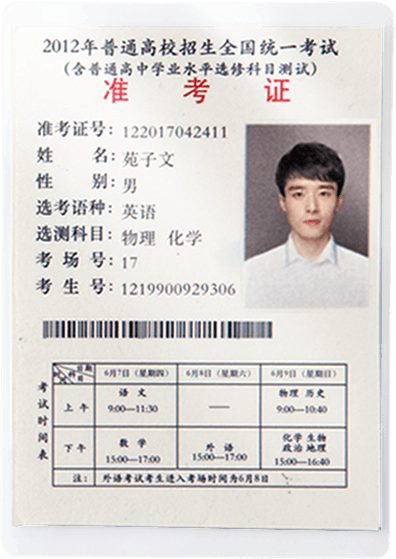 2012年普通高校招生全国统一考试
(含普通高中学业水平选修科目测试)
准考证
准考证号: 122017042411
姓 名: 苑子文
性 别: 男
选考语种: 英语
选测科目: 物理 化学
考 场 号: 17
考 生 号: 1219900929306
考试时间表
日期 科目 6月7日 (星期四) 6月8日 (星期六) 6月9日 (星期日)
上 午 语 文 9:00—11:30 —— 物理 历史 9:00—10:40
下 午 数 学 15:00—17:00 外 语 15:00—17:00 化学 生物 政治 地理 15:00—16:40
注: 外语考试考生进入考场时间为6月8日